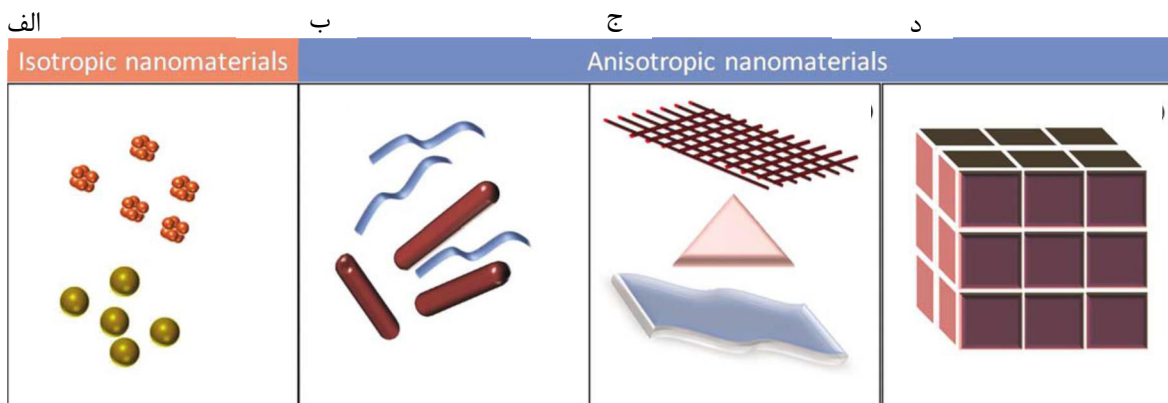 الف ب ج د
Isotropic nanomaterials Anisotropic nanomaterials